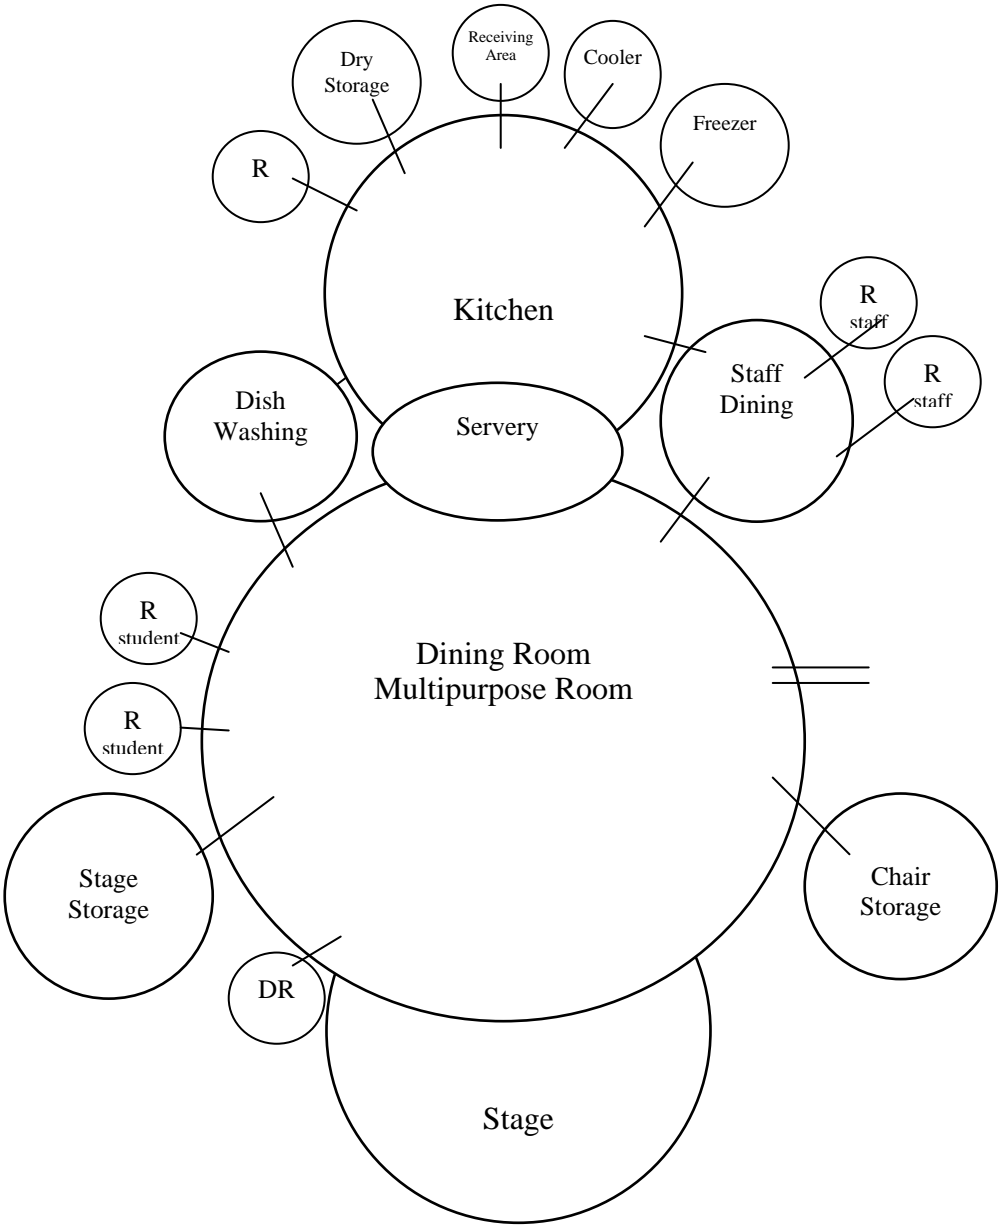 Receiving
Area
Dry
Storage
Cooler
Freezer
R
Kitchen
R
staff
R
staff
Staff
Dining
Dish
Washing
Servery
R
student
Dining Room
Multipurpose Room
R
student
Stage
Storage
Chair
Storage
DR
Stage